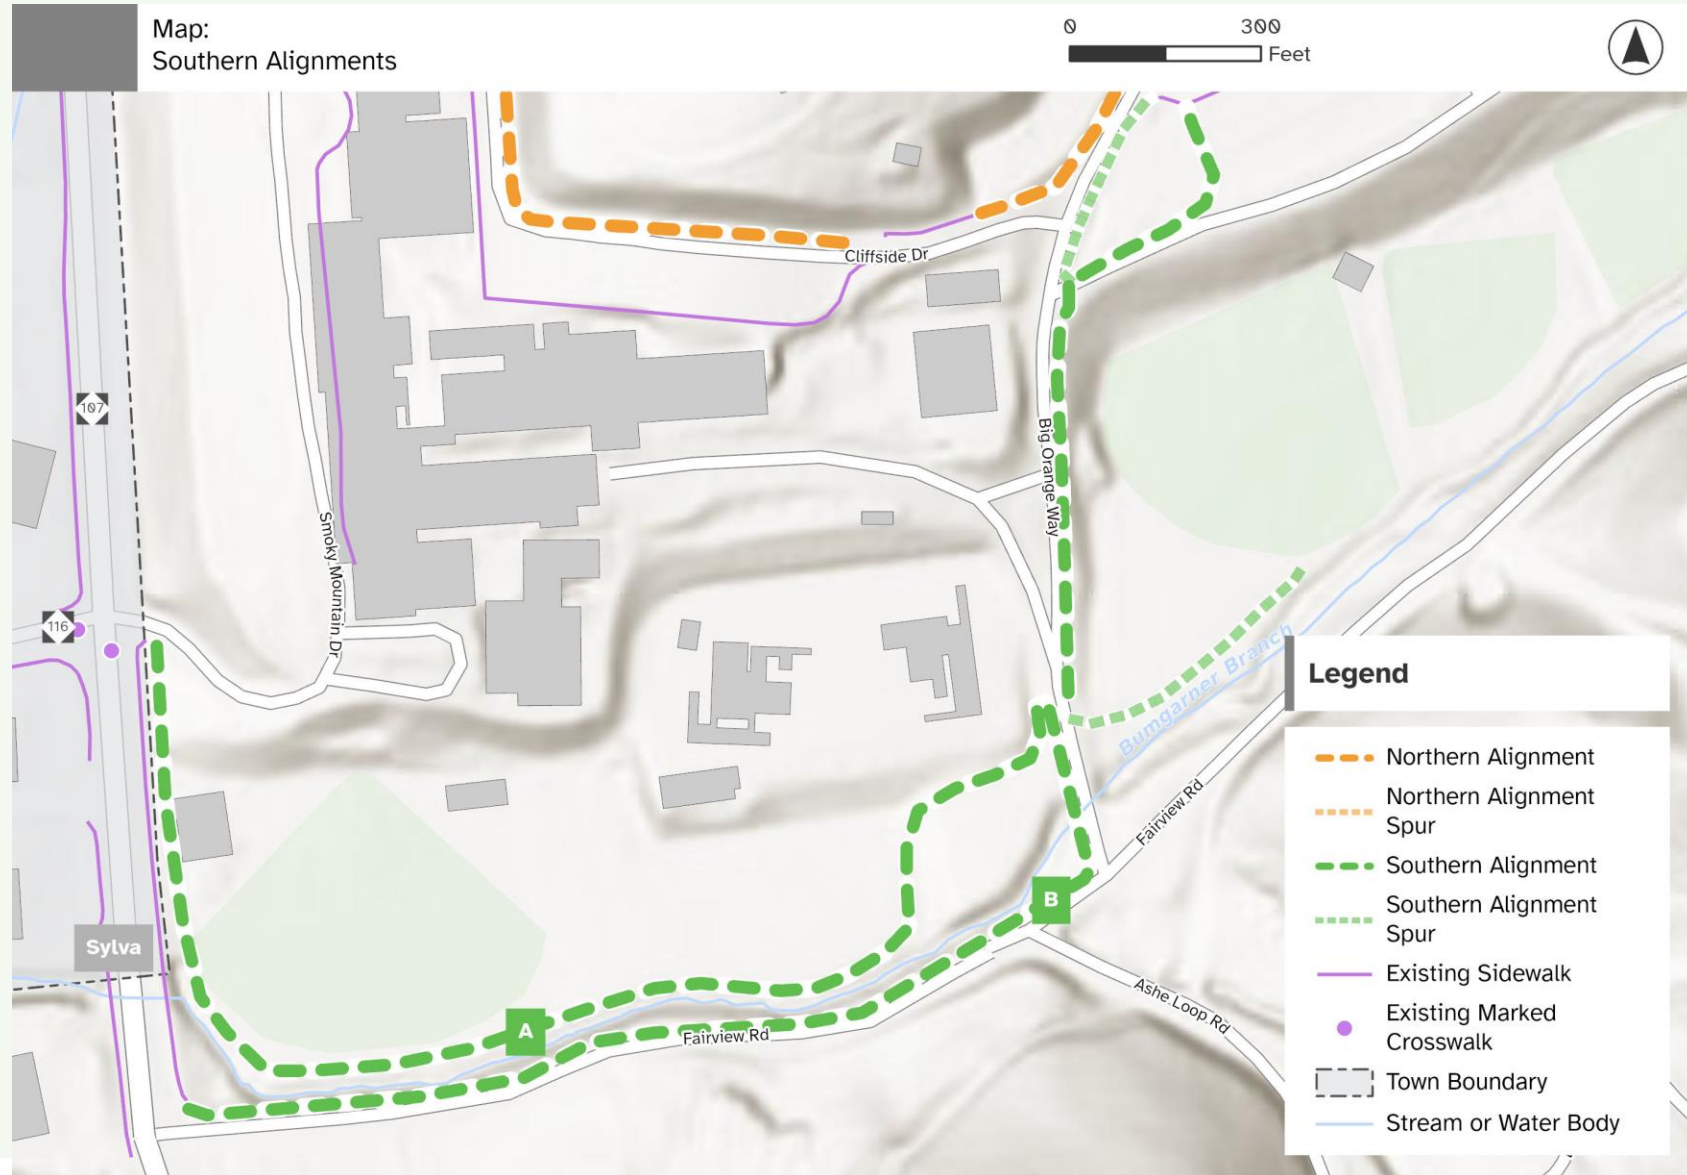 Map:
Southern Alignments
0 300
Feet
Cliffside Dr
107
Big Orange Way
Smoky Mountain Dr
116
Bumgarner Branch
Fairview Rd
B
Sylva
A
Fairview Rd
Ashe Loop Rd
Legend
Northern Alignment
Northern Alignment
Spur
Southern Alignment
Southern Alignment
Spur
Existing Sidewalk
Existing Marked
Crosswalk
Town Boundary
Stream or Water Body